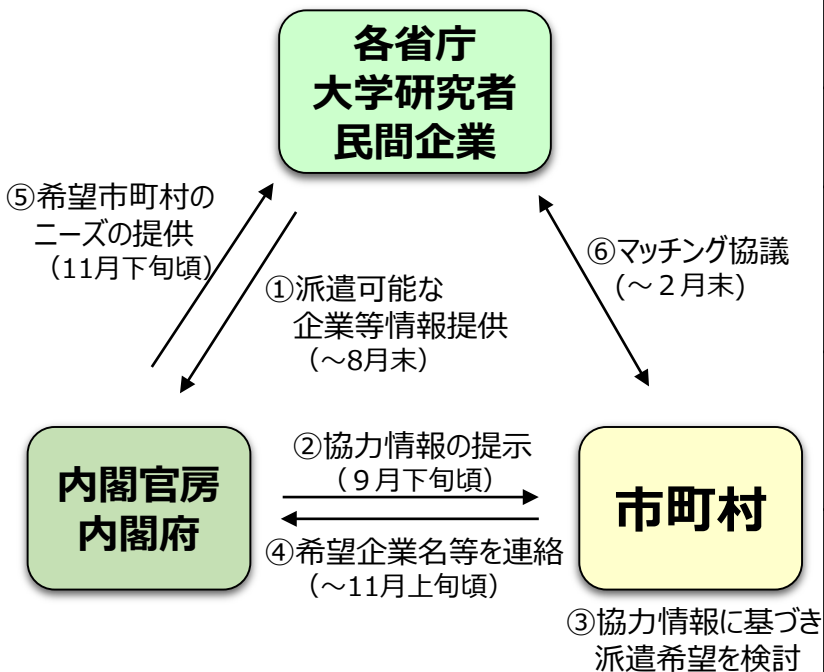 各省庁
大学研究者
民間企業
⑤希望市町村の
ニーズの提供
（11月下旬頃）
①派遣可能な
企業等情報提供
（～8月末）
⑥マッチング協議
(～２月末)
内閣官房
内閣府
②協力情報の提示
（９月下旬頃）
④希望企業名等を連絡
（～11月上旬頃）
市町村
③協力情報に基づき
派遣希望を検討